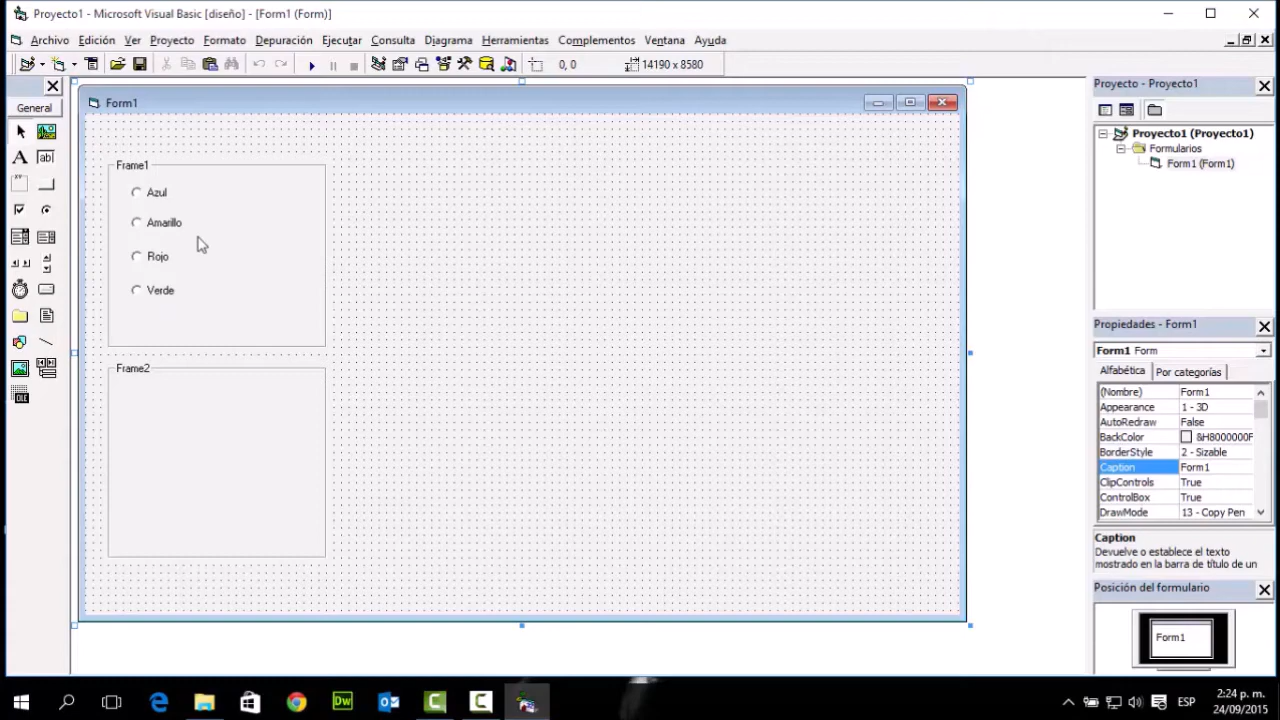 Proyecto1 - Microsoft Visual Basic [diseño] - [Form1 (Form)]
Archivo Edición Ver Proyecto Formato Depuración Ejecutar Consulta Diagrama Herramientas Complementos Ventana Ayuda
0, 0 14190 x 8580
General
A ab|
XY
OLE
Form1
Frame1
Azul
Amarillo
Rojo
Verde
Frame2
Proyecto - Proyecto1
Proyecto1 (Proyecto1)
Formularios
Form1 (Form1)
Propiedades - Form1
Form1 Form
Alfabética Por categorías
(Nombre) Form1
Appearance 1 - 3D
AutoRedraw False
BackColor &H8000000F
BorderStyle 2 - Sizable
Caption Form1
ClipControls True
ControlBox True
DrawMode 13 - Copy Pen
Caption
Devuelve o establece el texto
mostrado en la barra de título de un
Posición del formulario
Form1
Dw
ESP
2:24 p. m.
24/09/2015